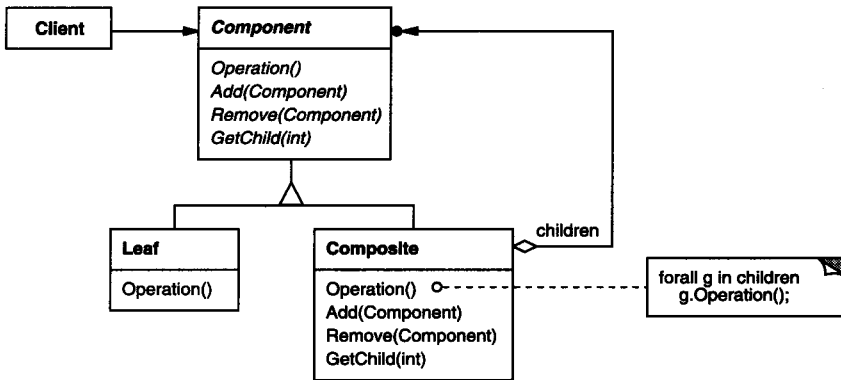 Client
Component
Operation()
Add(Component)
Remove(Component)
GetChild(int)
Leaf
Operation()
Composite
Operation()
Add(Component)
Remove(Component)
GetChild(int)
children
forall g in children
g.Operation();